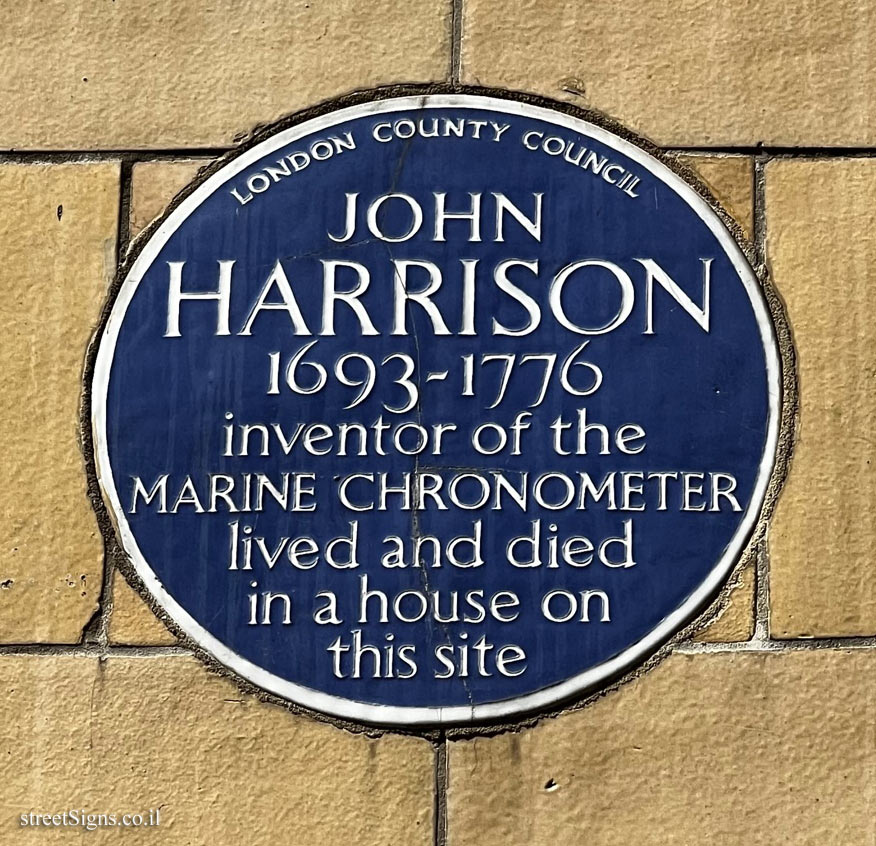 LONDON COUNTY COUNCIL
JOHN
HARRISON
1693-1776
inventor of the
MARINE CHRONOMETER
lived and died
in a house on
this site
streetSigns.co.il